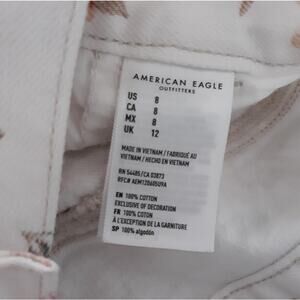 AMERICAN EAGLE
OUTFITTERS
US 8
CA 8
MX 8
UK 12
MADE IN VIETNAM / FABRIQUÉ AU
VIETNAM / HECHO EN VIETNAM
RN 54485/CA 03873
RFC# AEM120605U9A
EN 100% COTTON
EXCLUSIVE OF DECORATION
FR 100% COTON
À L'EXCEPTION DE LA GARNITURE
SP 100% algodón